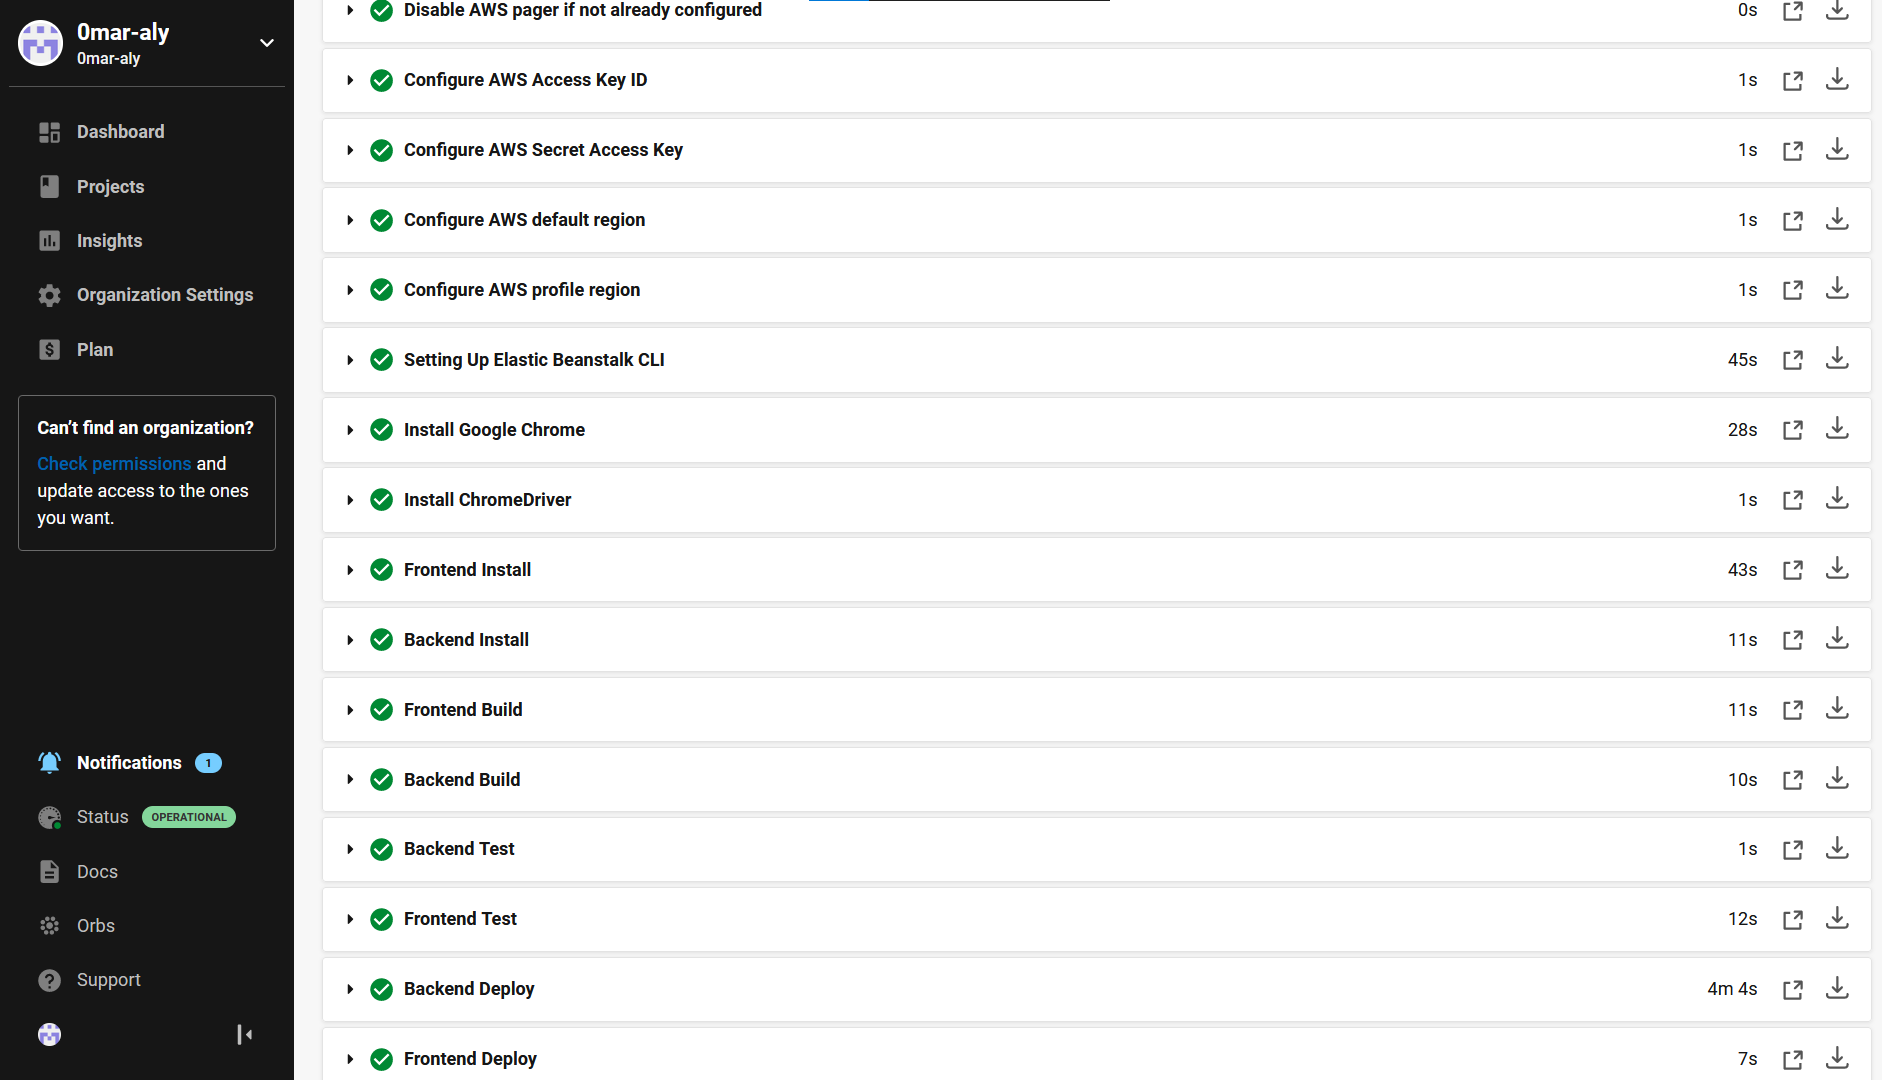 0mar-aly
0mar-aly
Dashboard
Projects
Insights
Organization Settings
Plan
Can't find an organization?
Check permissions and
update access to the ones
you want.
Notifications 1
Status OPERATIONAL
Docs
Orbs
Support
Disable AWS pager if not already configured 0s
Configure AWS Access Key ID 1s
Configure AWS Secret Access Key 1s
Configure AWS default region 1s
Configure AWS profile region 1s
Setting Up Elastic Beanstalk CLI 45s
Install Google Chrome 28s
Install ChromeDriver 1s
Frontend Install 43s
Backend Install 11s
Frontend Build 11s
Backend Build 10s
Backend Test 1s
Frontend Test 12s
Backend Deploy 4m 4s
Frontend Deploy 7s